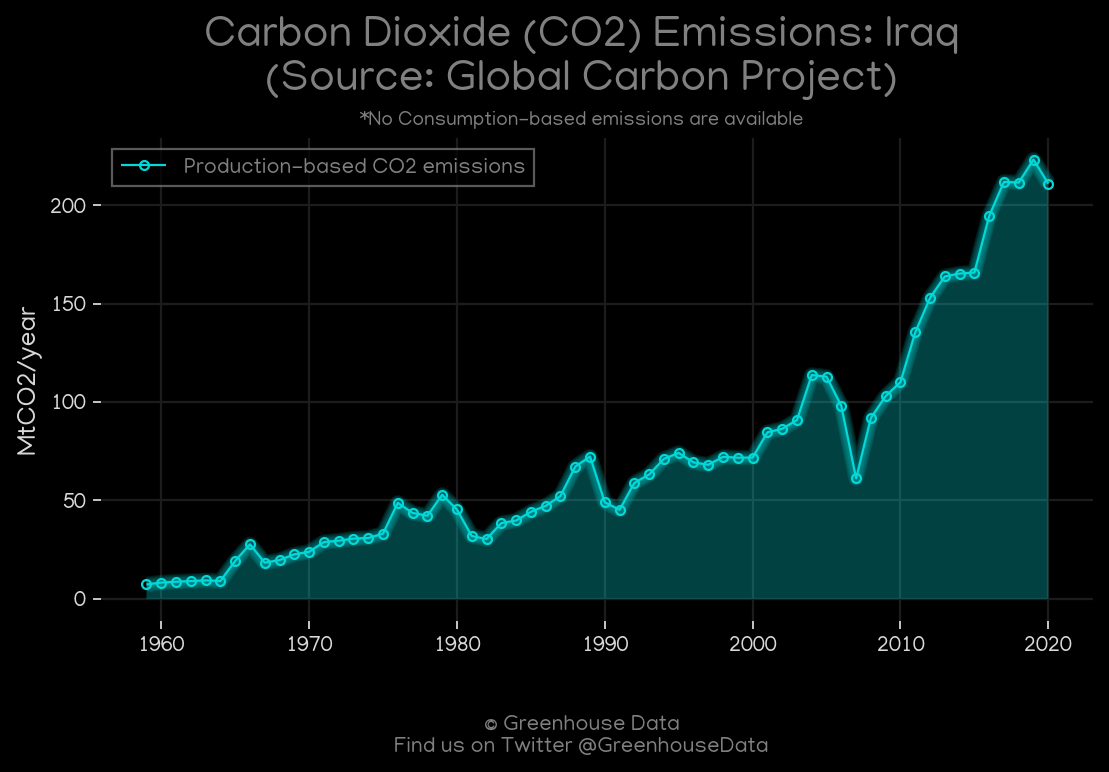 Carbon Dioxide (CO2) Emissions: Iraq
(Source: Global Carbon Project)
*No Consumption-based emissions are available
Production-based CO2 emissions
MtCO2/year
200
150
100
50
0
1960 1970 1980 1990 2000 2010 2020
© Greenhouse Data
Find us on Twitter @GreenhouseData